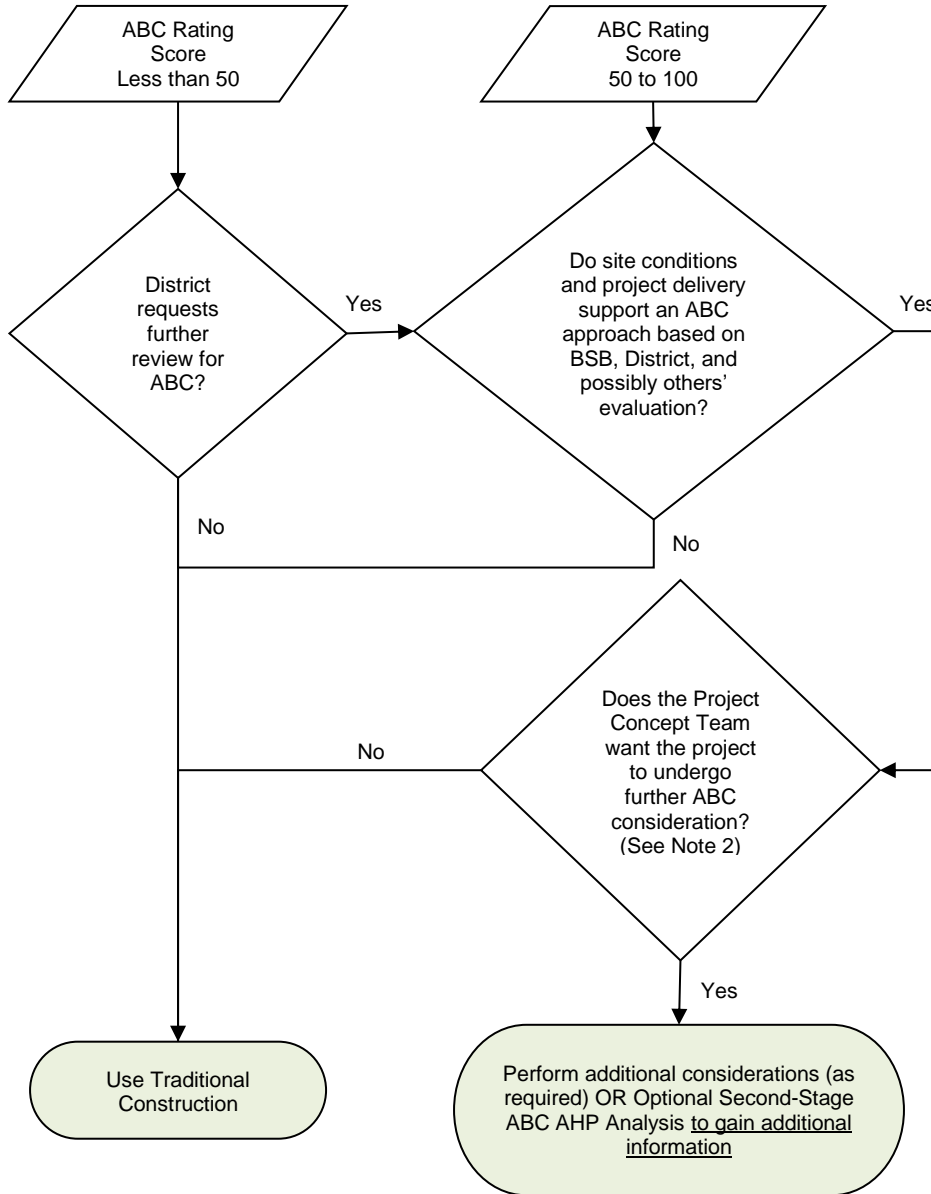 ABC Rating
Score
Less than 50
ABC Rating
Score
50 to 100
District
requests
further
review for
ABC?
Yes
Do site conditions
and project delivery
support an ABC
approach based on
BSB, District, and
possibly others'
evaluation?
Yes
No
No
Does the Project
Concept Team
want the project
to undergo
further ABC
consideration?
(See Note 2)
No
Yes
Use Traditional
Construction
Perform additional considerations (as
required) OR Optional Second-Stage
ABC AHP Analysis to gain additional
information